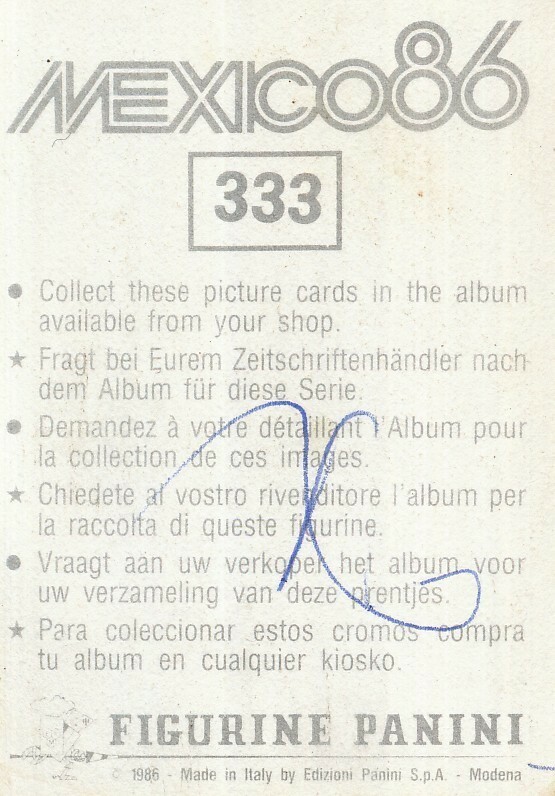 MEXICO86
333
● Collect these picture cards in the album
available from your shop.
★ Fragt bei Eurem Zeitschriftenhändler nach
dem Album für diese Serie.
● Demandez à votre détaillant l'Album pour
la collection de ces images.
★ Chiedete al vostro rivenditore l'album per
la raccolta di queste figurine.
● Vraagt aan uw verkoper het album voor
uw verzameling van deze prentjes.
★ Para coleccionar estos cromos compra
tu album en cualquier kiosko.
FIGURINE PANINI
© 1986 - Made in Italy by Edizioni Panini S.p.A. - Modena